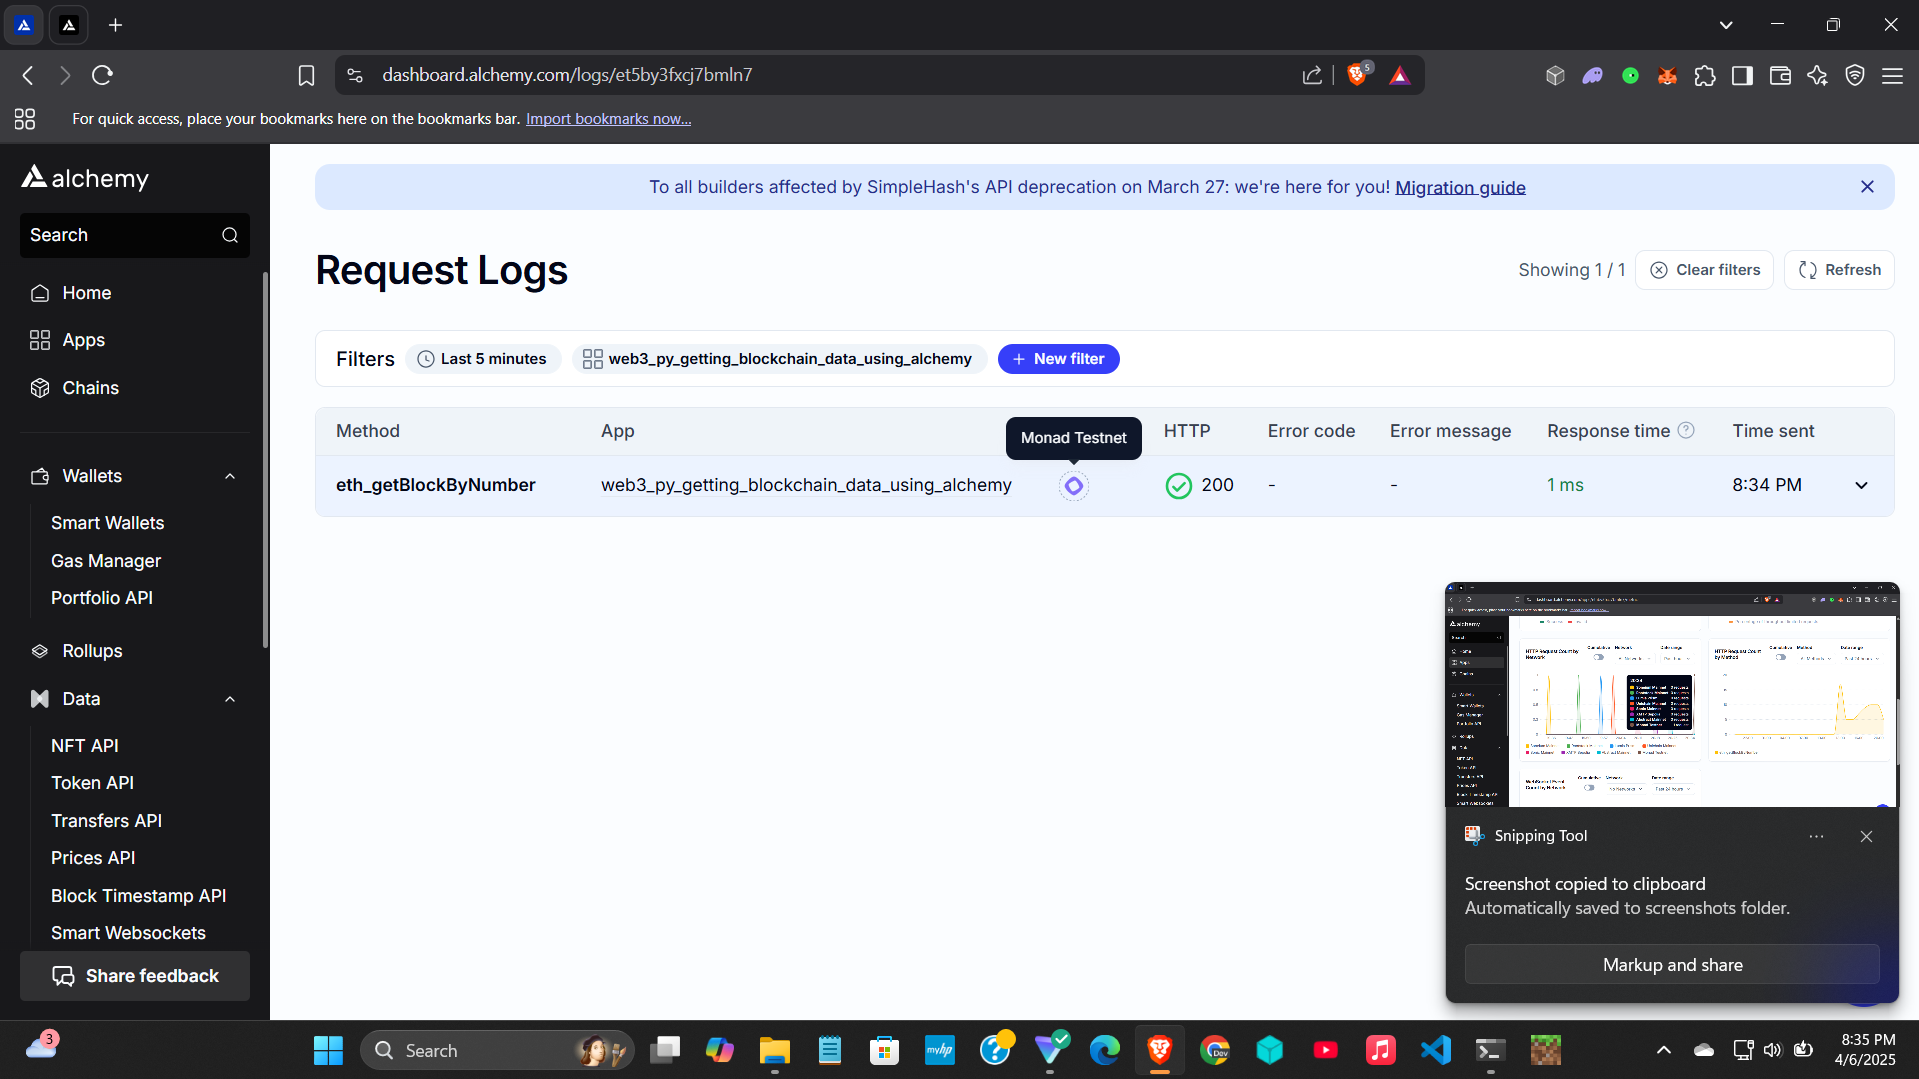 dashboard.alchemy.com/logs/et5by3fxcj7bmln7
5
For quick access, place your bookmarks here on the bookmarks bar. Import bookmarks now...
alchemy
Search
Home
Apps
Chains
Wallets
Smart Wallets
Gas Manager
Portfolio API
Rollups
Data
NFT API
Token API
Transfers API
Prices API
Block Timestamp API
Smart Websockets
Share feedback
To all builders affected by SimpleHash's API deprecation on March 27: we're here for you! Migration guide
Request Logs
Showing 1 / 1
Clear filters
Refresh
Filters
Last 5 minutes
web3_py_getting_blockchain_data_using_alchemy
New filter
Method App Monad Testnet HTTP Error code Error message Response time Time sent
eth_getBlockByNumber web3_py_getting_blockchain_data_using_alchemy 200 - - 1 ms 8:34 PM
Snipping Tool
Screenshot copied to clipboard
Automatically saved to screenshots folder.
Markup and share
3
Search
myhp
Dev
8:35 PM
4/6/2025